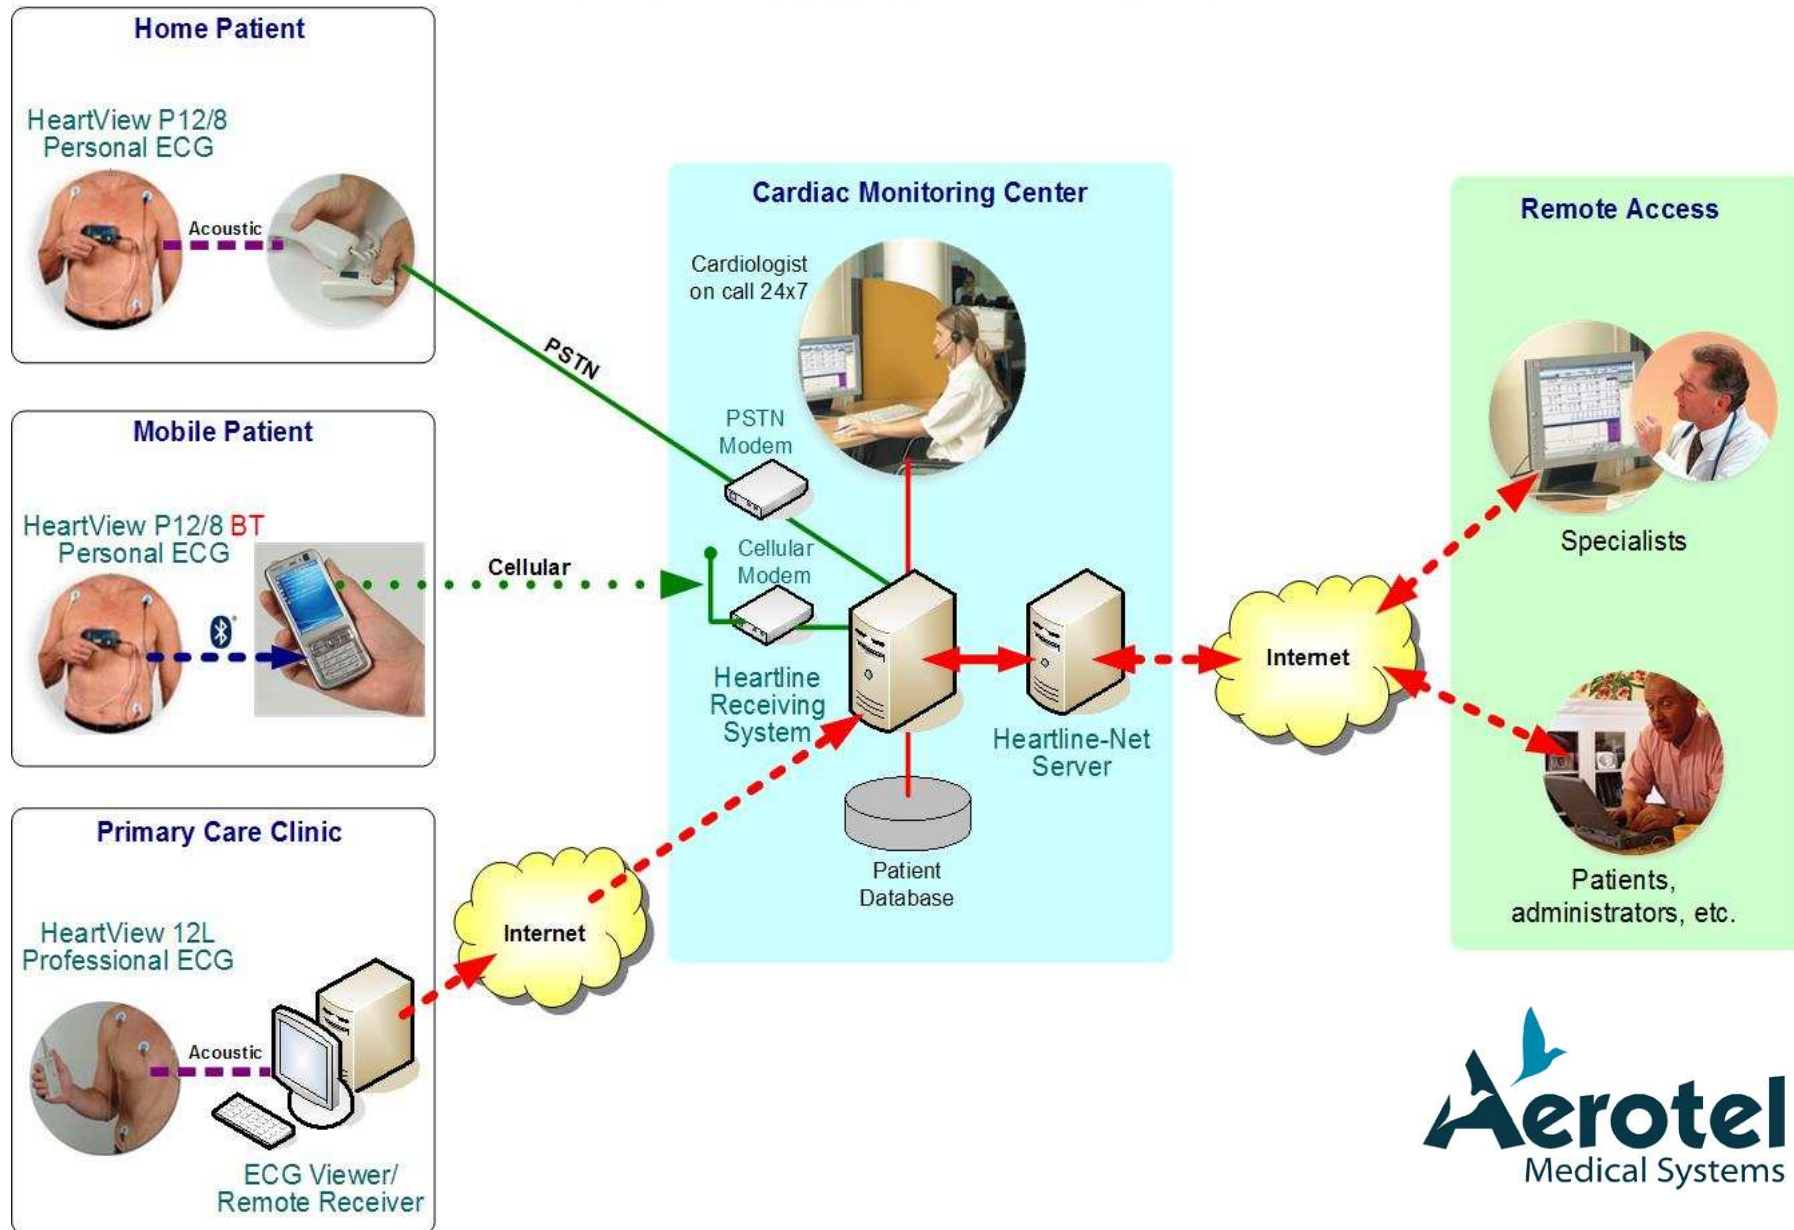 Home Patient
HeartView P12/8
Personal ECG
Acoustic
PSTN
Mobile Patient
HeartView P12/8 BT
Personal ECG
Cellular
Primary Care Clinic
HeartView 12L
Professional ECG
Acoustic
ECG Viewer/
Remote Receiver
Internet
Cardiac Monitoring Center
Cardiologist
on call 24x7
PSTN
Modem
Cellular
Modem
Heartline
Receiving
System
Heartline-Net
Server
Patient
Database
Internet
Remote Access
Specialists
Patients,
administrators, etc.
Aerotel
Medical Systems